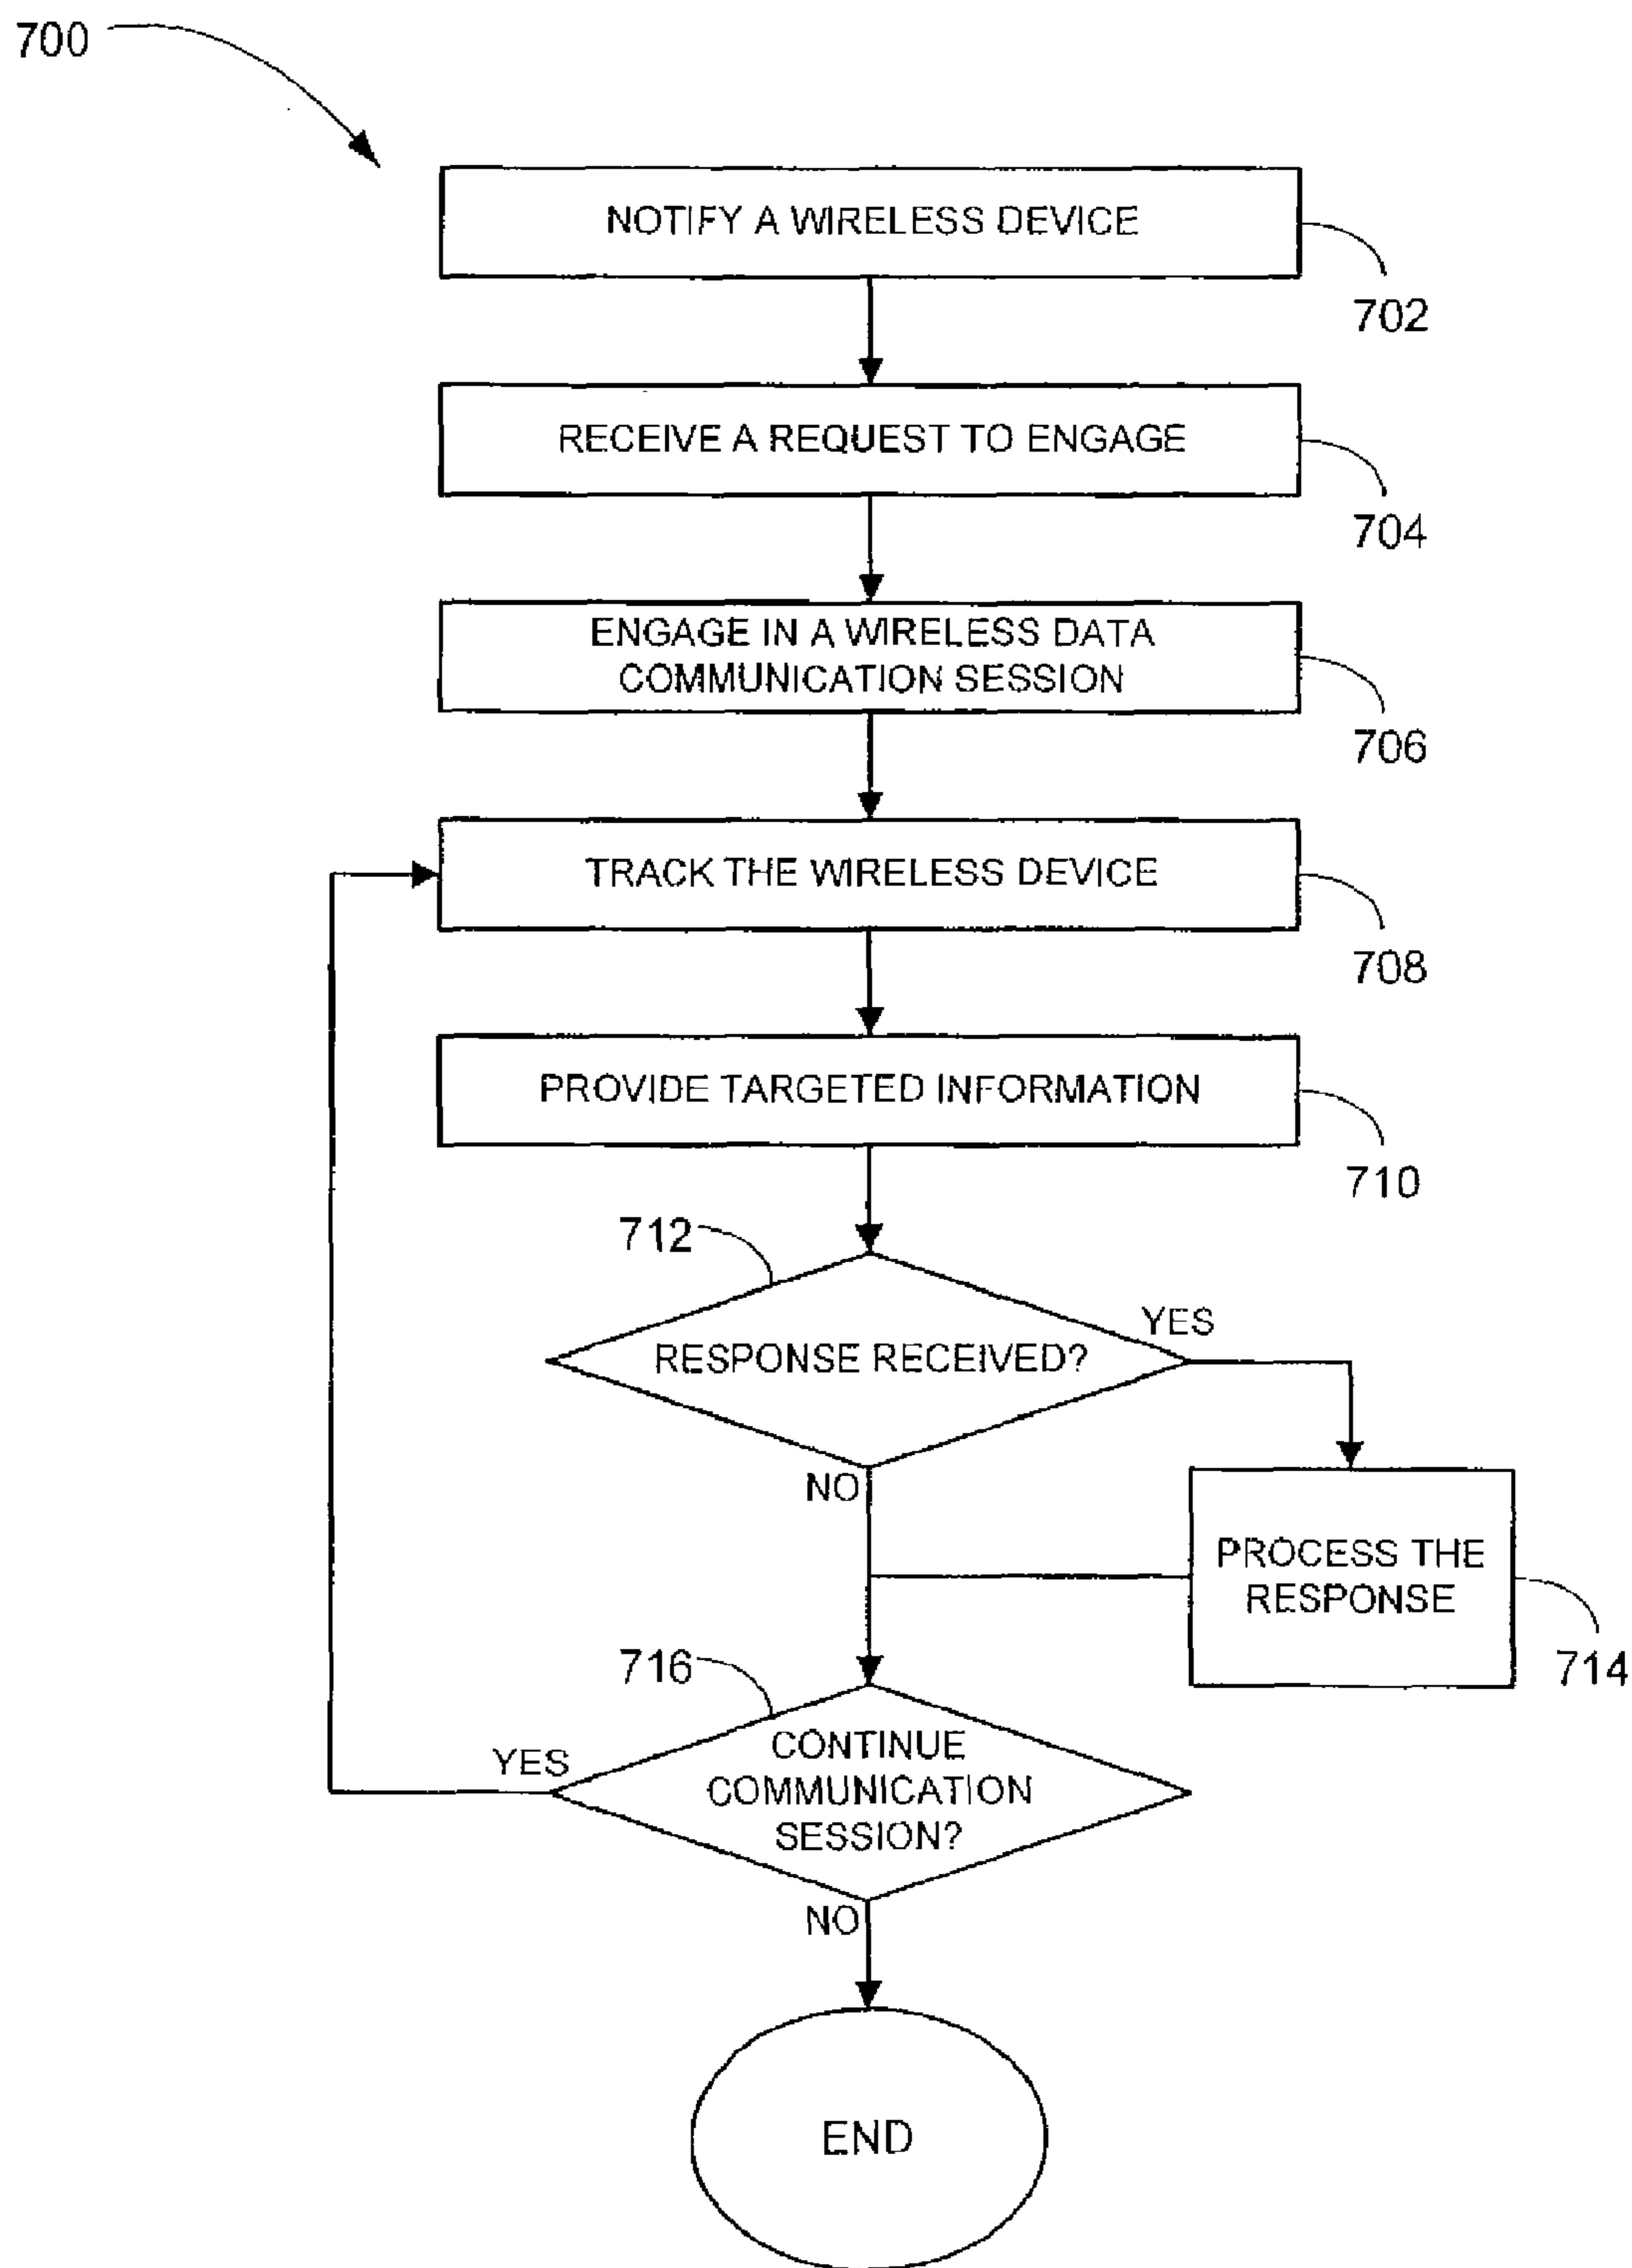 700
NOTIFY A WIRELESS DEVICE
702
RECEIVE A REQUEST TO ENGAGE
704
ENGAGE IN A WIRELESS DATA
COMMUNICATION SESSION
706
TRACK THE WIRELESS DEVICE
708
PROVIDE TARGETED INFORMATION
710
712
RESPONSE RECEIVED?
YES
NO
PROCESS THE
RESPONSE
714
716
CONTINUE
COMMUNICATION
SESSION?
YES
NO
END